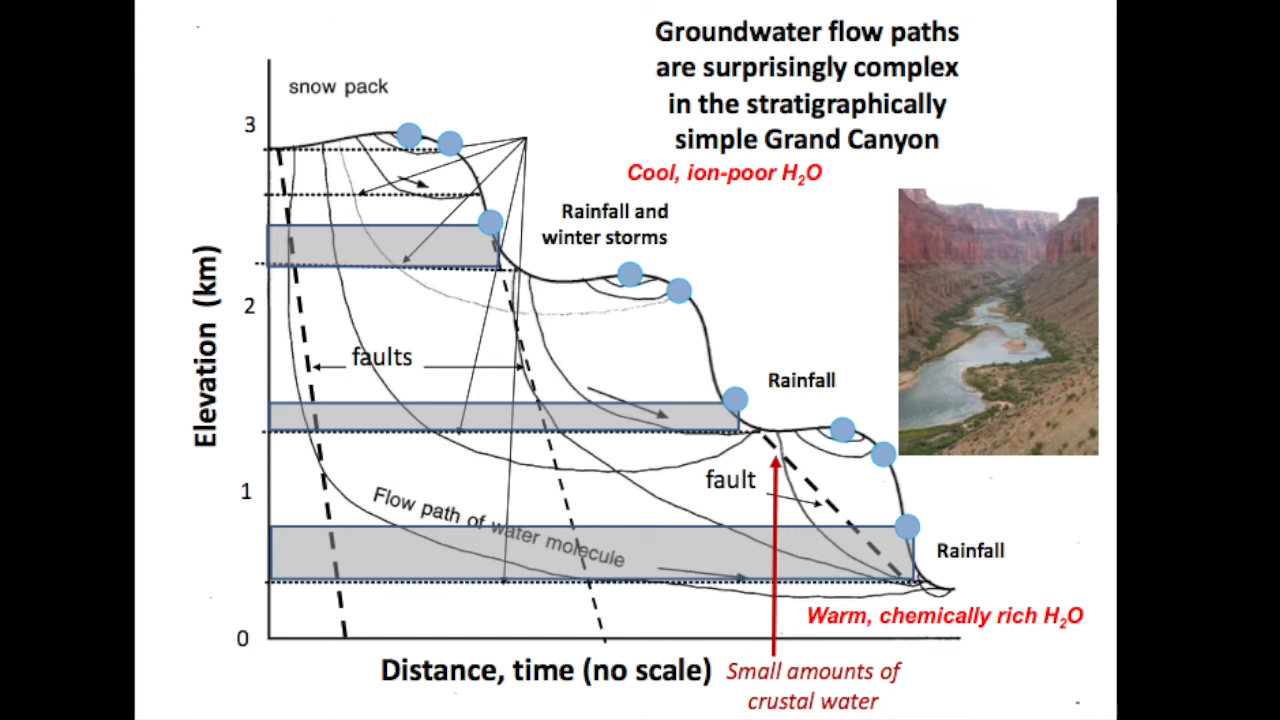 Groundwater flow paths
are surprisingly complex
in the stratigraphically
simple Grand Canyon
snow pack
3
Cool, ion-poor H₂O
Rainfall and
winter storms
Elevation (km)
2
faults
Rainfall
fault
1
Flow path of water molecule
Rainfall
Warm, chemically rich H₂O
0
Distance, time (no scale)
Small amounts of
crustal water